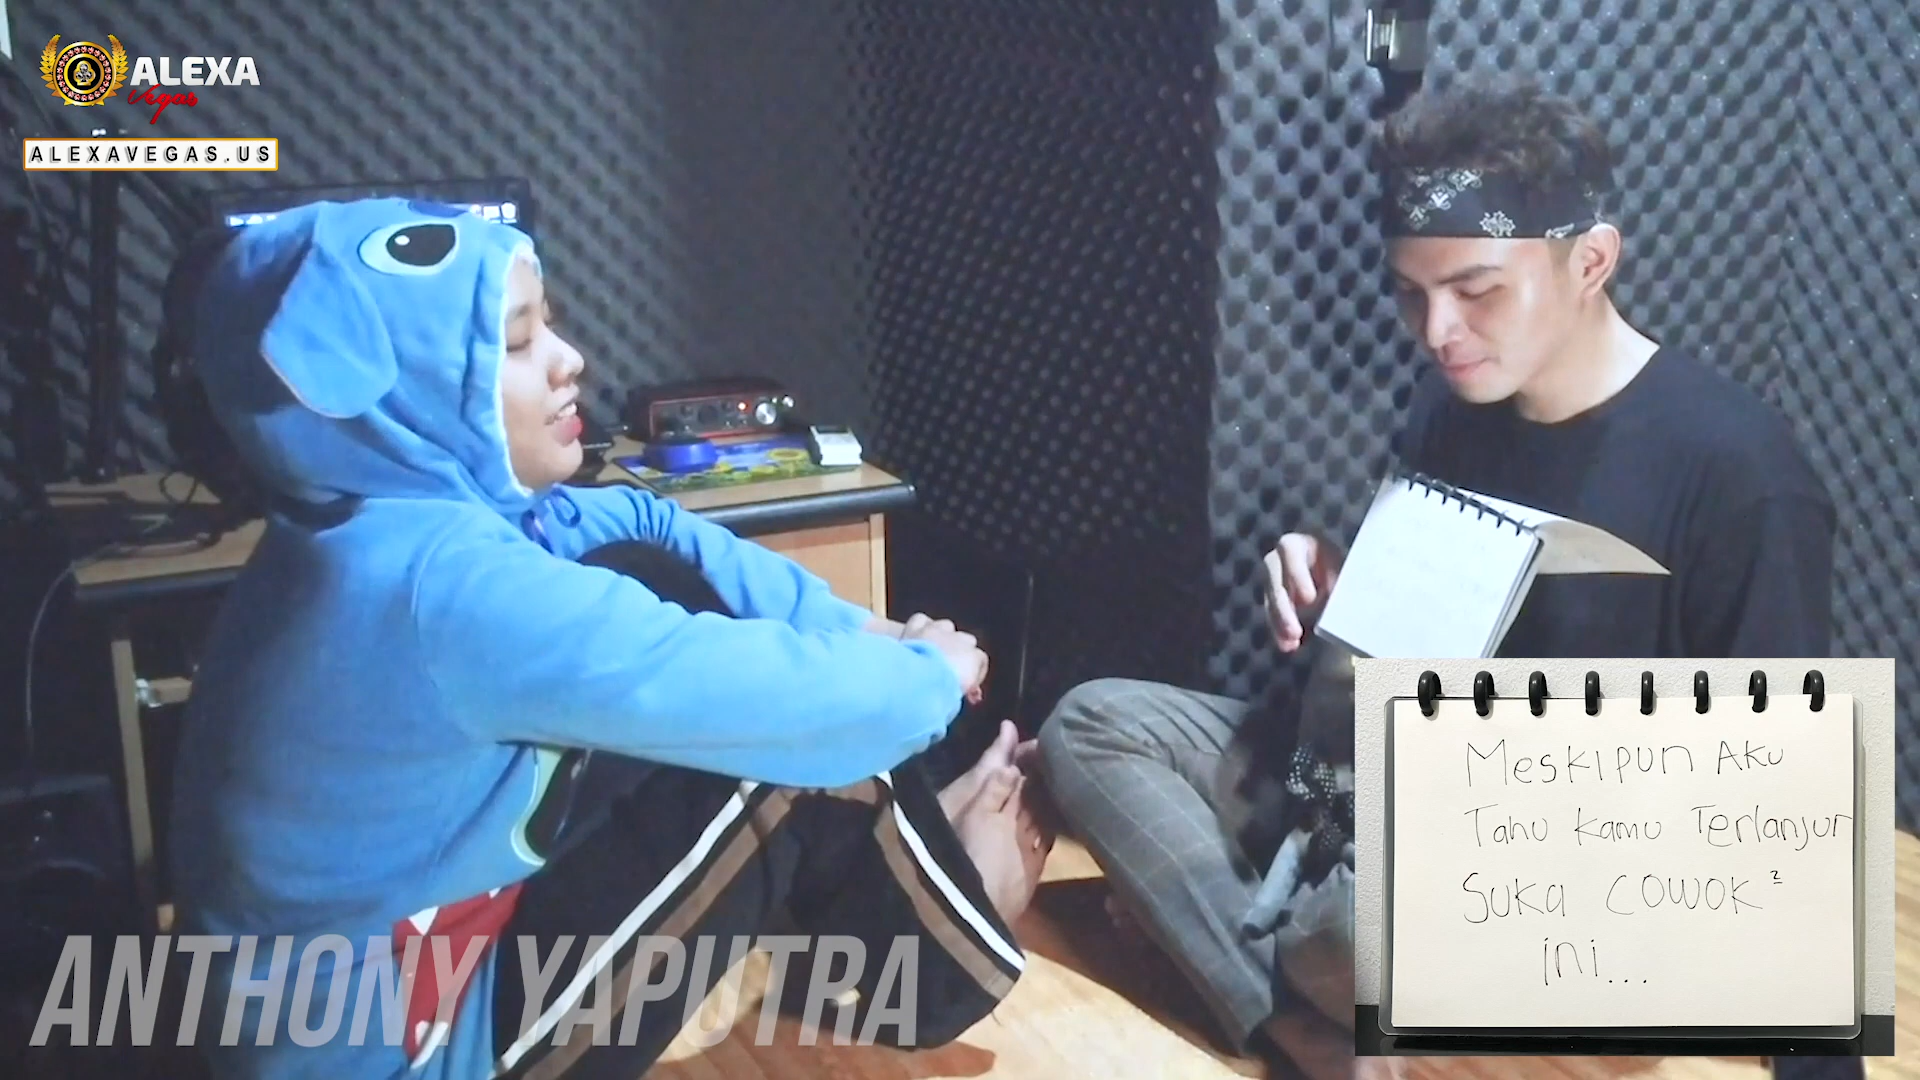 ALEXA
Vegas
ALEXAVEGAS.US
Meskipun Aku
Tahu kamu Terlanjur
Suka cowok²
ini...
ANTHONY YAPUTRA